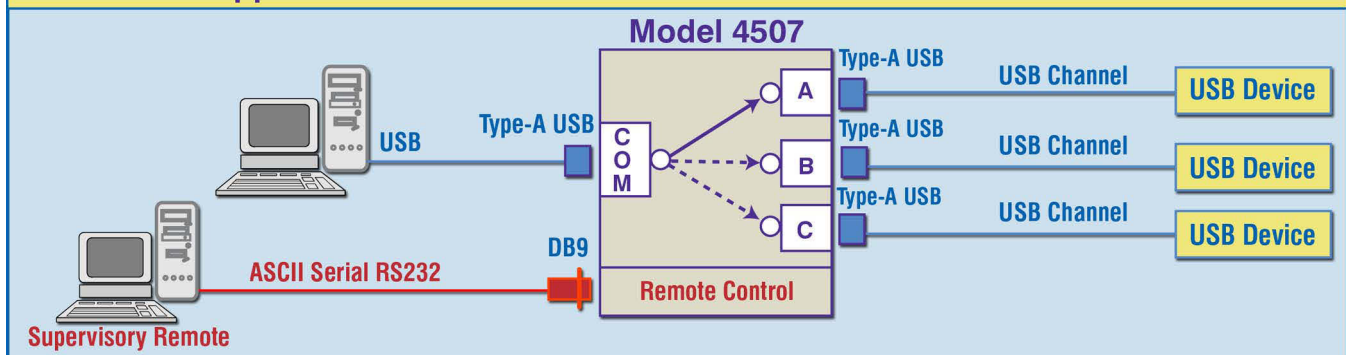 Model 4507
Type-A USB
USB Channel
USB Device
A
USB
Type-A USB
COM
Type-A USB
USB Channel
USB Device
B
Type-A USB
USB Channel
USB Device
C
DB9
ASCII Serial RS232
Remote Control
Supervisory Remote